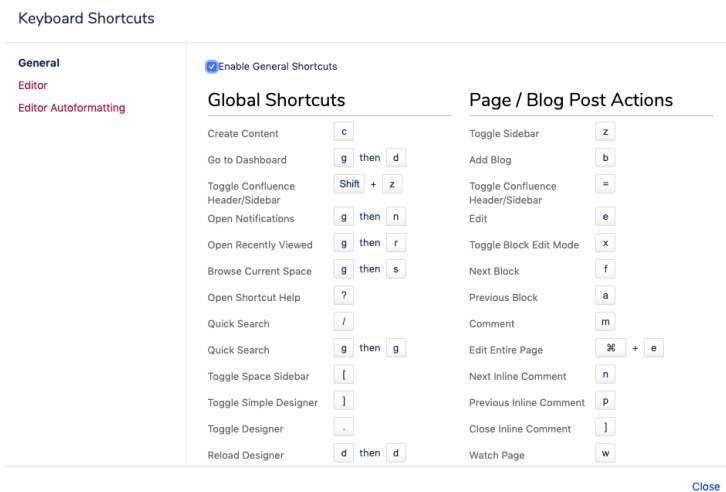 Keyboard Shortcuts
General
Editor
Editor Autoformatting
Enable General Shortcuts
Global Shortcuts
Create Content c
Go to Dashboard g then d
Toggle Confluence Shift + z
Header/Sidebar
Open Notifications g then n
Open Recently Viewed g then r
Browse Current Space g then s
Open Shortcut Help ?
Quick Search /
Quick Search g then g
Toggle Space Sidebar [
Toggle Simple Designer ]
Toggle Designer .
Reload Designer d then d
Page / Blog Post Actions
Toggle Sidebar z
Add Blog b
Toggle Confluence =
Header/Sidebar
Edit e
Toggle Block Edit Mode x
Next Block f
Previous Block a
Comment m
Edit Entire Page ⌘ + e
Next Inline Comment n
Previous Inline Comment p
Close Inline Comment ]
Watch Page w
Close